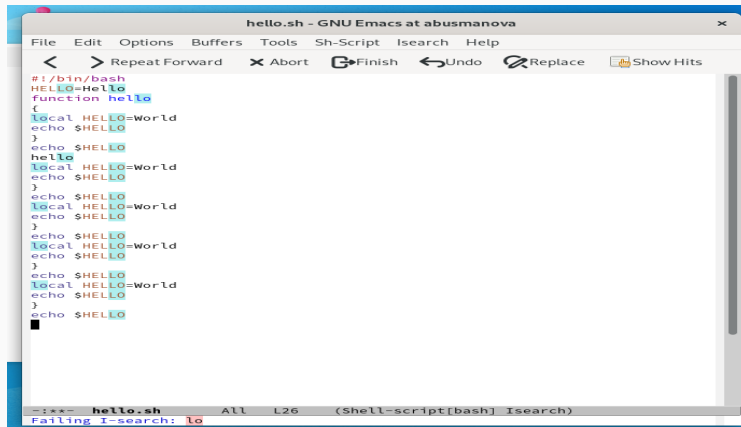 hello.sh - GNU Emacs at abusmanova ×
File Edit Options Buffers Tools Sh-Script Isearch Help
Repeat Forward Abort Finish Undo Replace Show Hits
#!/bin/bash
HELLO=Hello
function hello
{
local HELLO=World
echo $HELLO
}
echo $HELLO
hello
local HELLO=World
echo $HELLO
}
echo $HELLO
local HELLO=World
echo $HELLO
}
echo $HELLO
local HELLO=World
echo $HELLO
}
echo $HELLO
local HELLO=World
echo $HELLO
}
echo $HELLO
-:**- hello.sh All L26 (Shell-script[bash] Isearch)
Failing I-search: lo